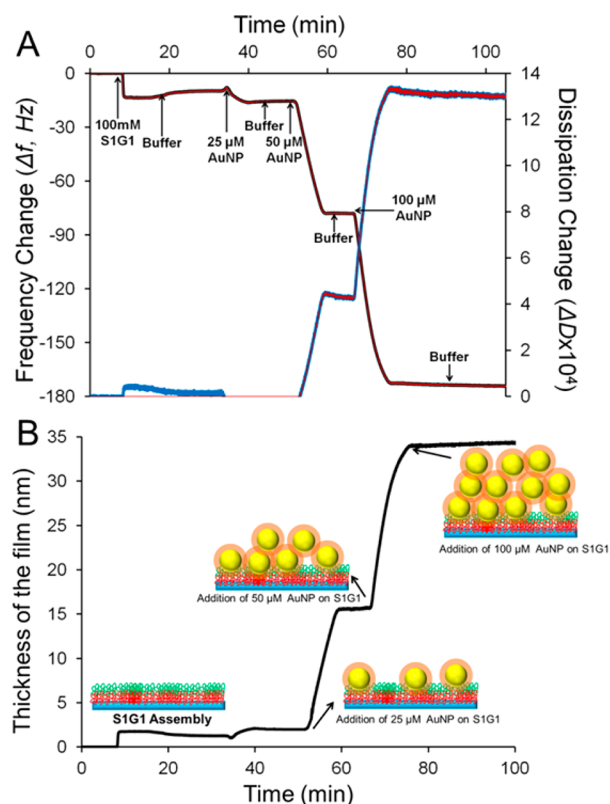 Time (min)
A
0 20 40 60 80 100
Frequency Change (Δf, Hz)
0
-30
-60
-90
-120
-150
-180
100mM
S1G1
Buffer
25 µM
AuNP
Buffer
50 µM
AuNP
Buffer
100 µM
AuNP
Buffer
14
12
10
8
6
4
2
0
Dissipation Change
(ΔDx10⁴)
B
Thickness of the film (nm)
35
30
25
20
15
10
5
0
Addition of 100 µM AuNP on S1G1
Addition of 50 µM AuNP on S1G1
S1G1 Assembly
Addition of 25 µM AuNP on S1G1
0 20 40 60 80 100
Time (min)